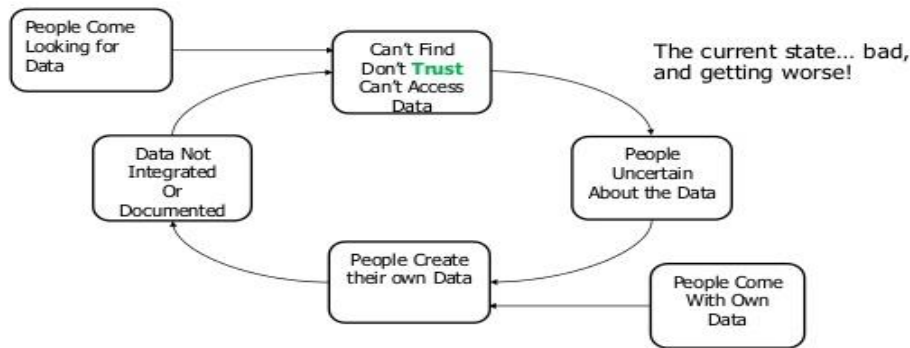 People Come
Looking for
Data
Can't Find
Don't Trust
Can't Access
Data
The current state... bad,
and getting worse!
Data Not
Integrated
Or
Documented
People
Uncertain
About the Data
People Create
their own Data
People Come
With Own
Data